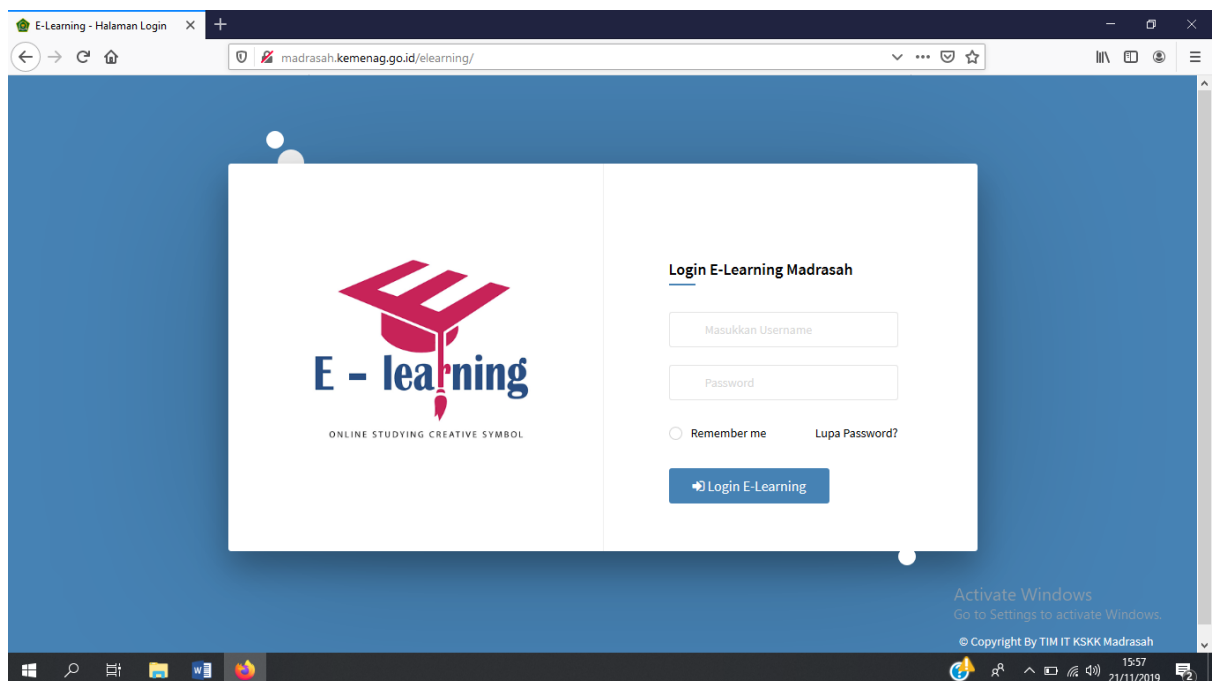 E-Learning - Halaman Login
madrasah.kemenag.go.id/elearning/
E - learning
ONLINE STUDYING CREATIVE SYMBOL
Login E-Learning Madrasah
Masukkan Username
Password
Remember me Lupa Password?
Login E-Learning
Activate Windows
Go to Settings to activate Windows.
© Copyright By TIM IT KSKK Madrasah
15:57
21/11/2019
2